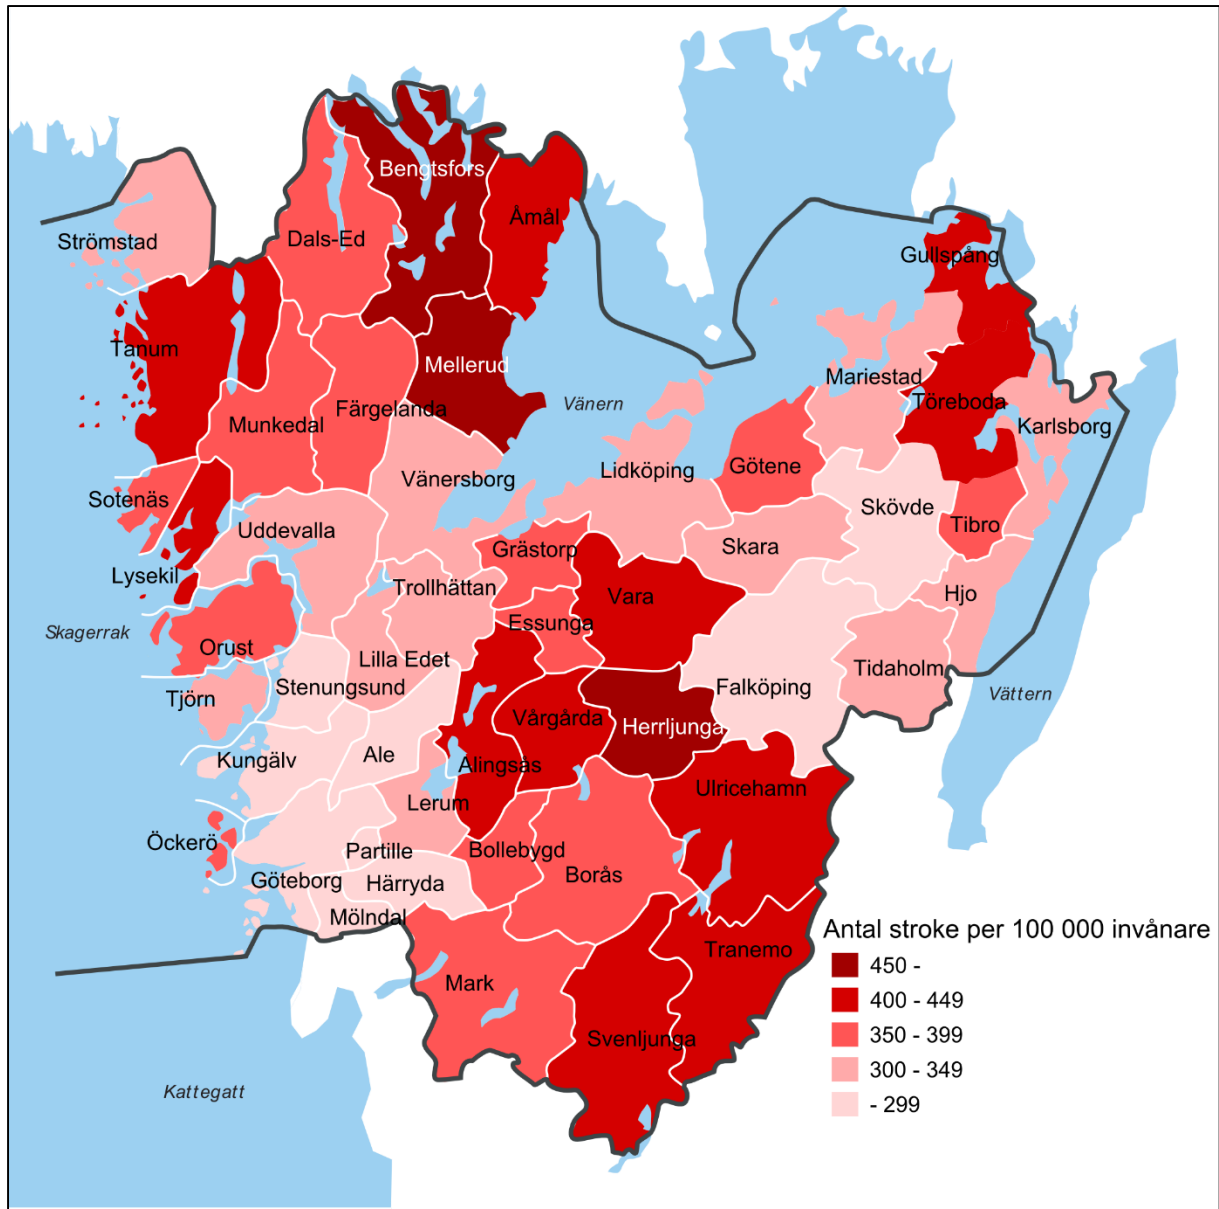 Bengtsfors
Åmål
Dals-Ed
Strömstad
Gullspång
Tanum
Mellerud
Mariestad
Vänern
Färgelanda
Töreboda
Munkedal
Karlsborg
Götene
Lidköping
Vänersborg
Sotenäs
Skövde
Tibro
Uddevalla
Grästorp
Skara
Lysekil
Trollhättan
Vara
Hjo
Essunga
Skagerrak
Orust
Lilla Edet
Tidaholm
Stenungsund
Falköping
Vättern
Tjörn
Vårgårda
Herrljunga
Ale
Kungälv
Alingsås
Ulricehamn
Lerum
Öckerö
Partille
Bollebygd
Borås
Göteborg
Härryda
Mölndal
Antal stroke per 100 000 invånare
Tranemo
450 -
Mark
400 - 449
350 - 399
Svenljunga
300 - 349
Kattegatt
- 299